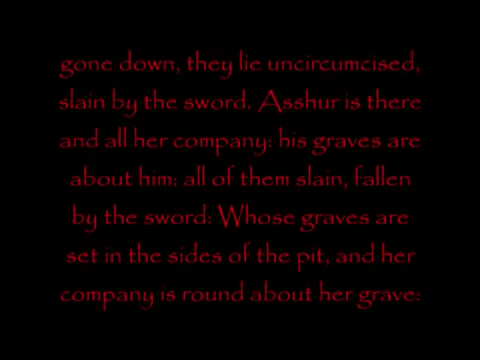 gone down, they lie uncircumcised,
slain by the sword. Asshur is there
and all her company: his graves are
about him: all of them slain, fallen
by the sword: Whose graves are
set in the sides of the pit, and her
company is round about her grave: